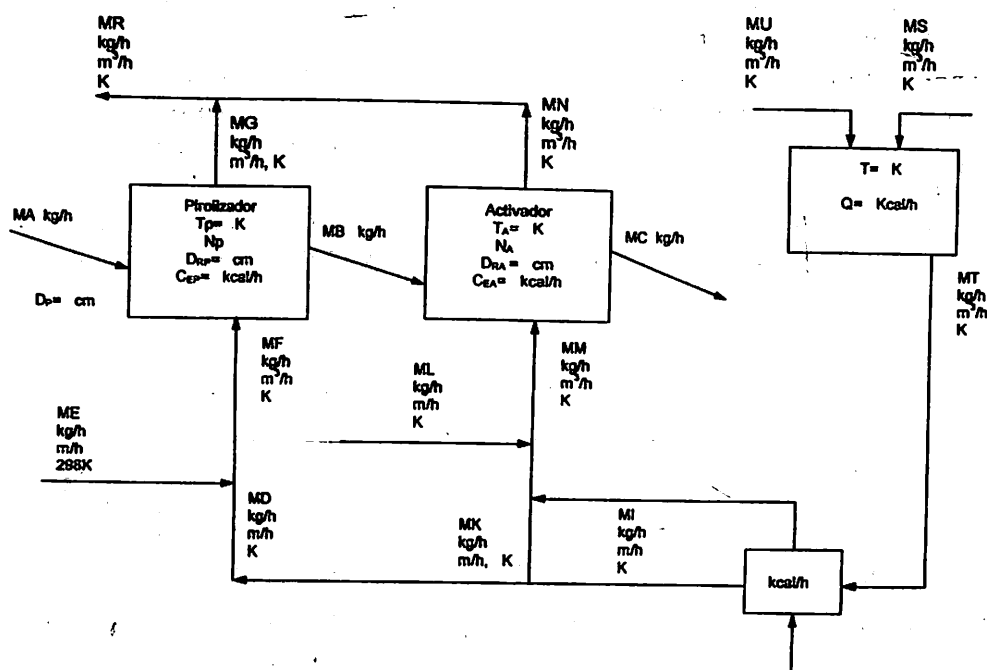 MR
kg/h
m³/h
K
MU
kg/h
m³/h
K
MS
kg/h
m³/h
K
MG
kg/h
m³/h, K
MN
kg/h
m³/h
K
T= K
Q= Kcal/h
MA kg/h
Pirolizador
Tp= K
Np
DRP= cm
CEP= kcal/h
MB kg/h
Activador
TA= K
NA
DRA= cm
CEA= kcal/h
MC kg/h
DP= cm
MT
kg/h
m³/h
K
MF
kg/h
m³/h
K
ML
kg/h
m/h
K
MM
kg/h
m³/h
K
ME
kg/h
m/h
298K
MD
kg/h
m/h
K
MK
kg/h
m/h, K
MI
kg/h
m/h
K
kcal/h